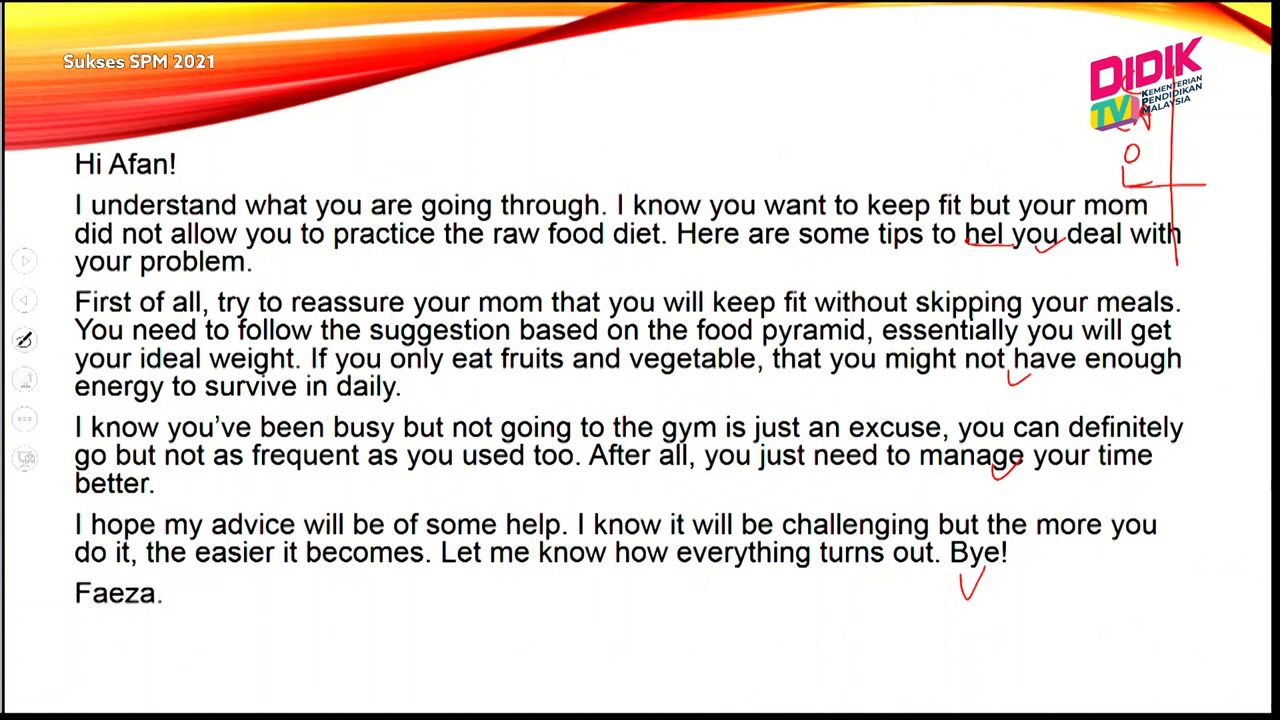 Sukses SPM 2021
DIDIK
TV
KEMENTERIAN
PENDIDIKAN
MALAYSIA
Hi Afan!
I understand what you are going through. I know you want to keep fit but your mom
did not allow you to practice the raw food diet. Here are some tips to hel you deal with
your problem.
First of all, try to reassure your mom that you will keep fit without skipping your meals.
You need to follow the suggestion based on the food pyramid, essentially you will get
your ideal weight. If you only eat fruits and vegetable, that you might not have enough
energy to survive in daily.
I know you’ve been busy but not going to the gym is just an excuse, you can definitely
go but not as frequent as you used too. After all, you just need to manage your time
better.
I hope my advice will be of some help. I know it will be challenging but the more you
do it, the easier it becomes. Let me know how everything turns out. Bye!
Faeza.